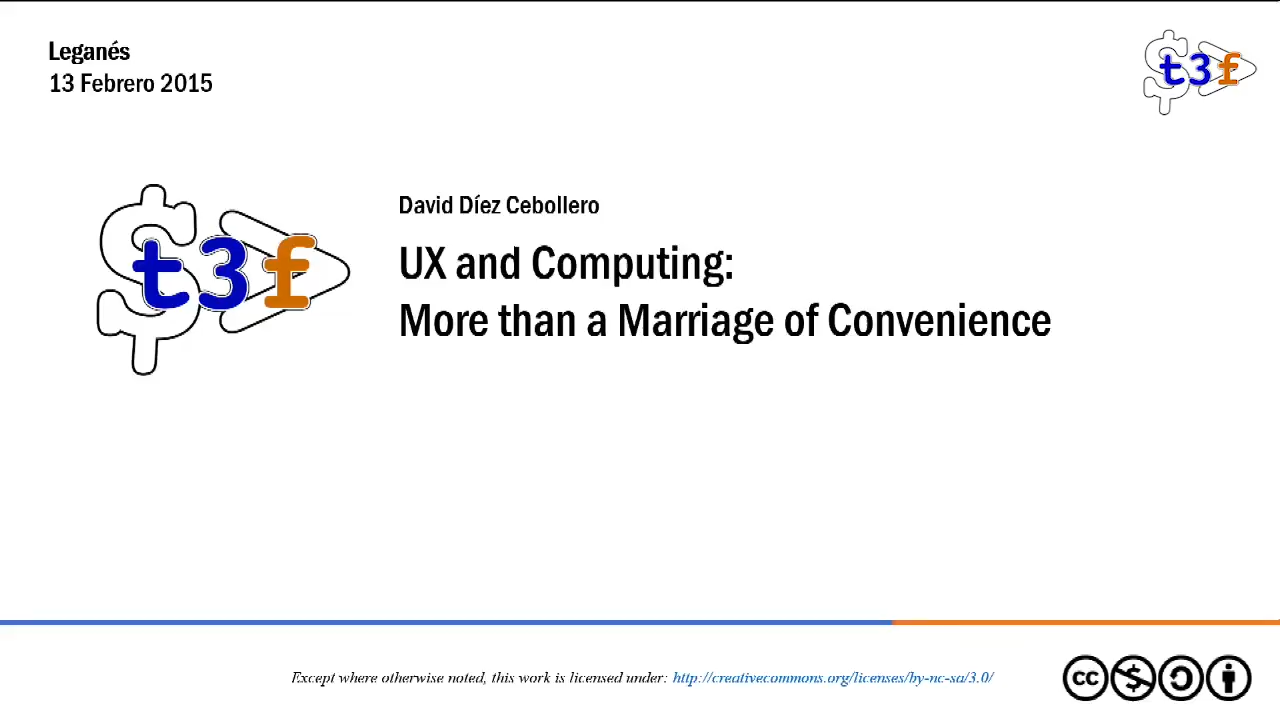 Leganés
13 Febrero 2015
t3f
t3f
David Díez Cebollero
UX and Computing:
More than a Marriage of Convenience
Except where otherwise noted, this work is licensed under: http://creativecommons.org/licenses/by-nc-sa/3.0/
cc